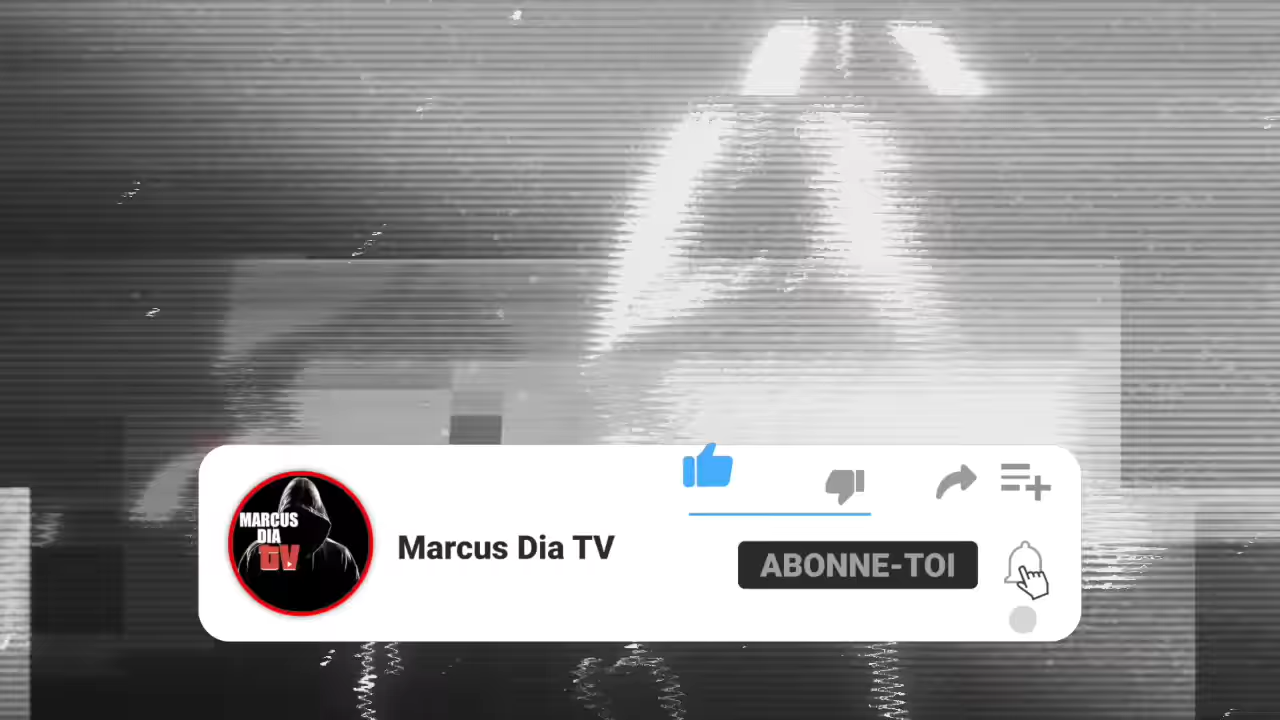 MARCUS
DIA
TV
Marcus Dia TV
ABONNE-TOI